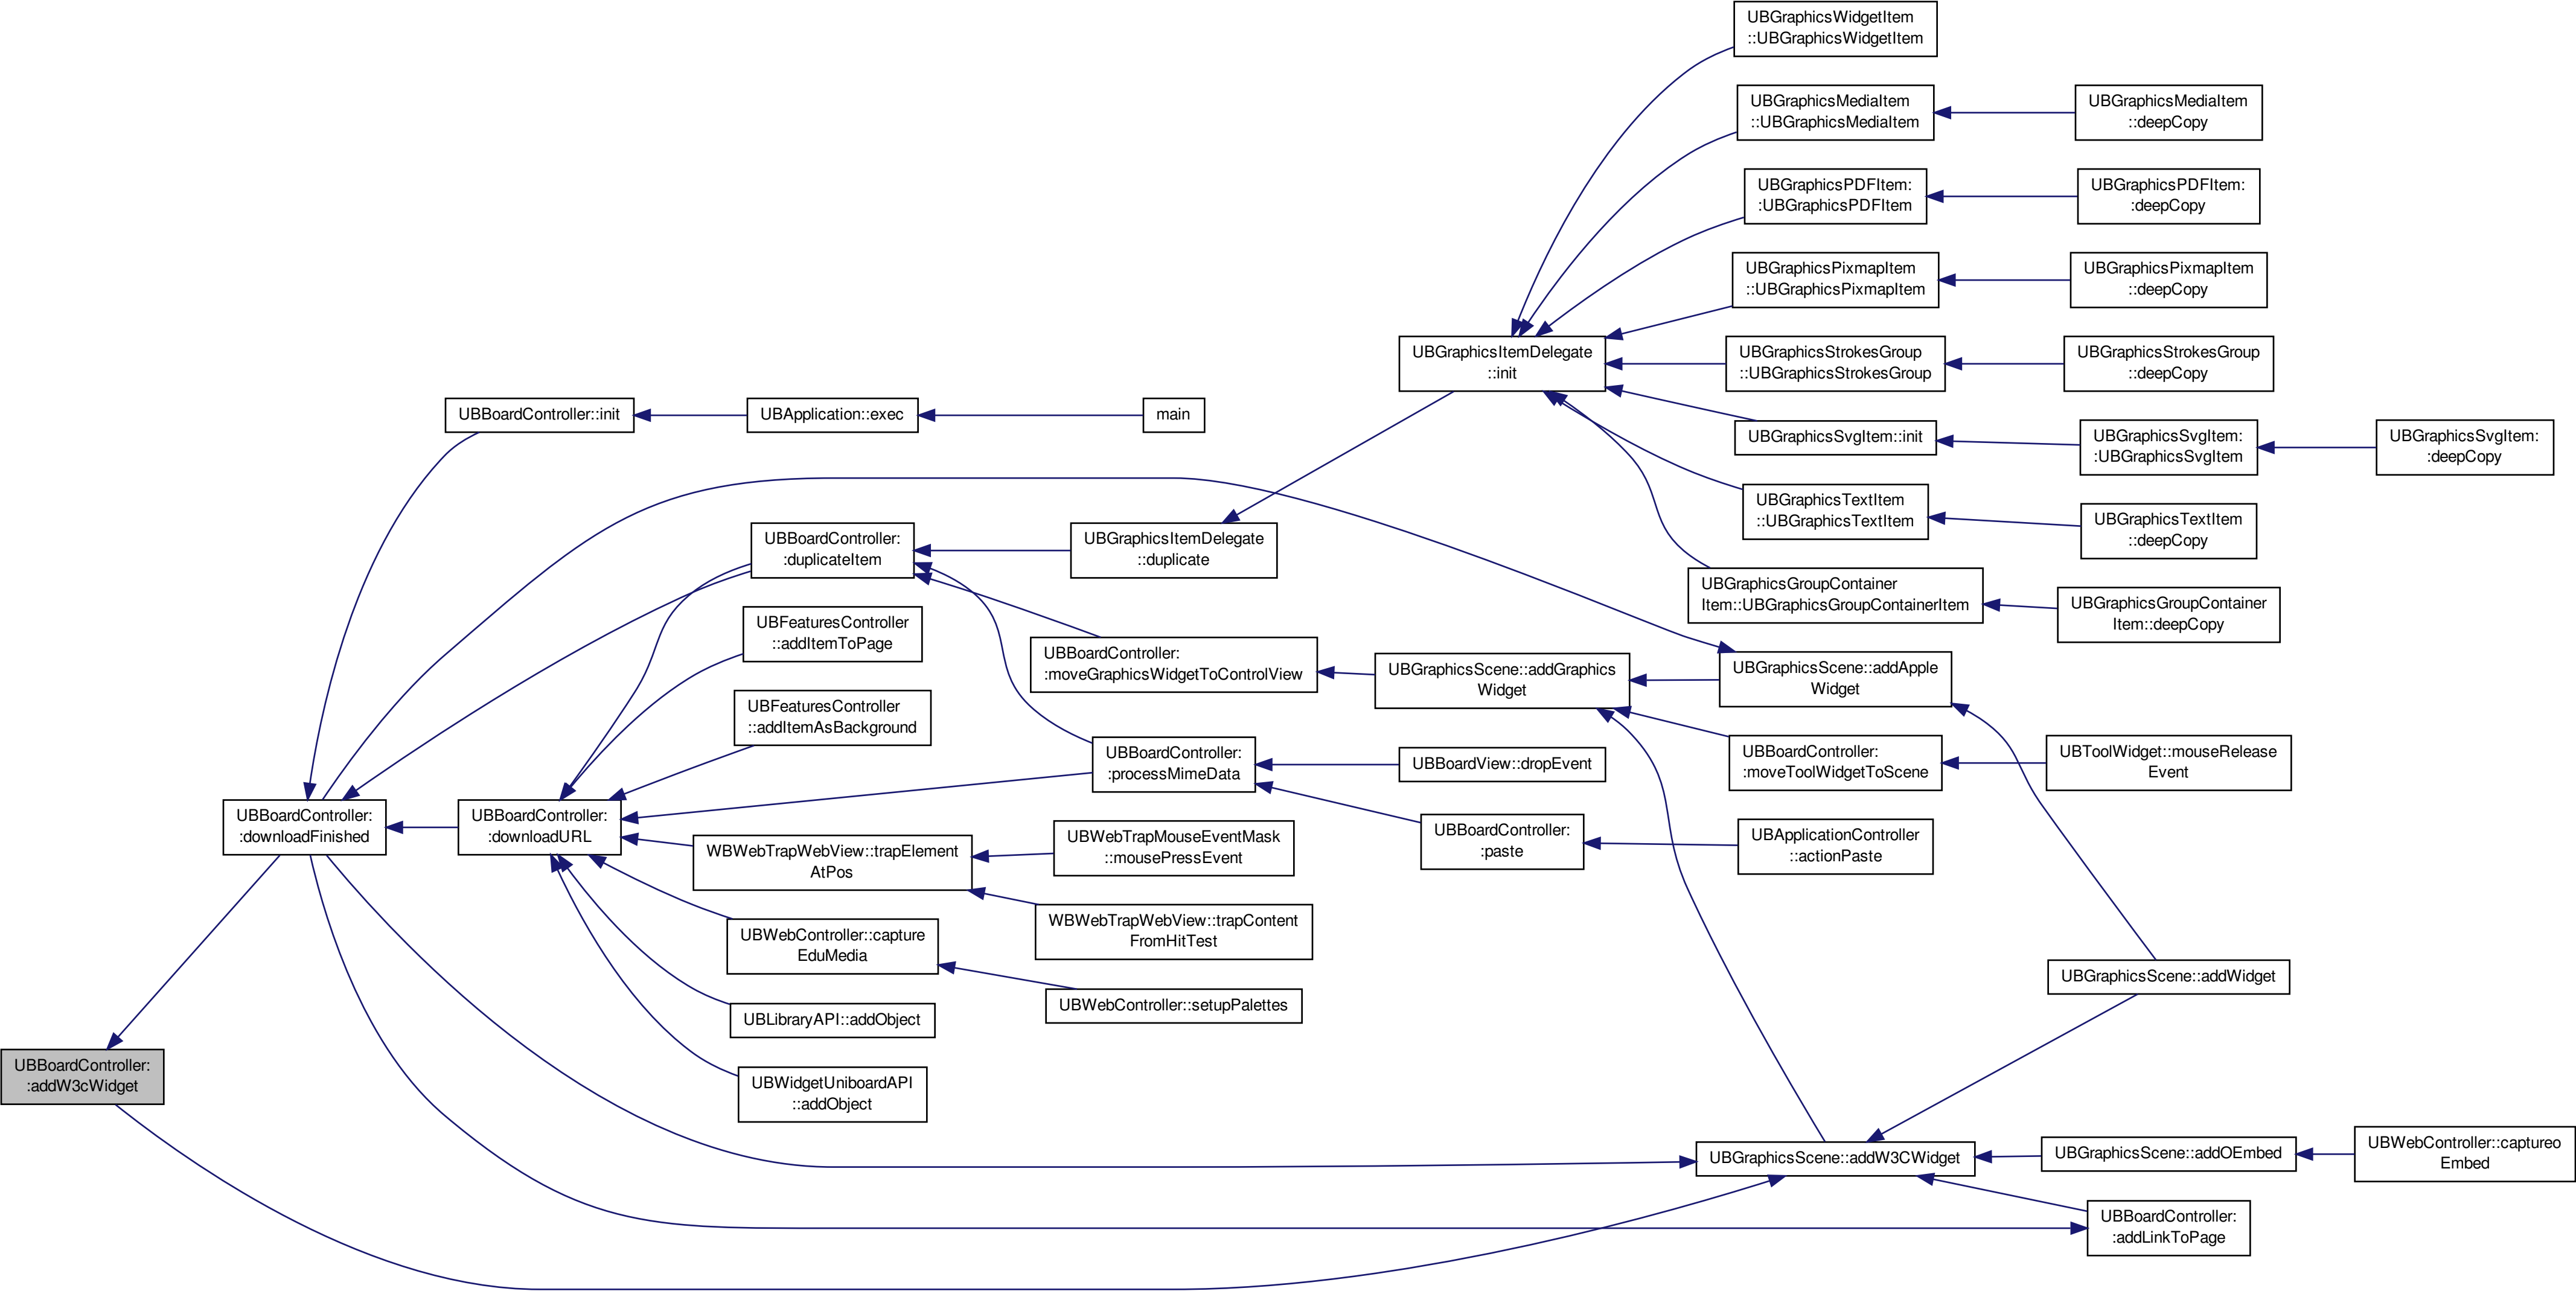 UBGraphicsWidgetItem
::UBGraphicsWidgetItem
UBGraphicsMediaItem
::UBGraphicsMediaItem
UBGraphicsMediaItem
::deepCopy
UBGraphicsPDFItem:
:UBGraphicsPDFItem
UBGraphicsPDFItem:
:deepCopy
UBGraphicsPixmapItem
::UBGraphicsPixmapItem
UBGraphicsPixmapItem
::deepCopy
UBGraphicsItemDelegate
::init
UBGraphicsStrokesGroup
::UBGraphicsStrokesGroup
UBGraphicsStrokesGroup
::deepCopy
UBBoardController::init
UBApplication::exec
main
UBGraphicsSvgItem::init
UBGraphicsSvgItem:
:UBGraphicsSvgItem
UBGraphicsSvgItem:
:deepCopy
UBGraphicsTextItem
::UBGraphicsTextItem
UBGraphicsTextItem
::deepCopy
UBBoardController:
:duplicateItem
UBGraphicsItemDelegate
::duplicate
UBGraphicsGroupContainer
Item::UBGraphicsGroupContainerItem
UBGraphicsGroupContainer
Item::deepCopy
UBFeaturesController
::addItemToPage
UBBoardController:
:moveGraphicsWidgetToControlView
UBGraphicsScene::addGraphics
Widget
UBGraphicsScene::addApple
Widget
UBFeaturesController
::addItemAsBackground
UBBoardController:
:processMimeData
UBBoardView::dropEvent
UBBoardController:
:moveToolWidgetToScene
UBToolWidget::mouseRelease
Event
UBBoardController:
:downloadFinished
UBBoardController:
:downloadURL
WBWebTrapWebView::trapElement
AtPos
UBWebTrapMouseEventMask
::mousePressEvent
UBBoardController:
:paste
UBApplicationController
::actionPaste
WBWebTrapWebView::trapContent
FromHitTest
UBWebController::capture
EduMedia
UBWebController::setupPalettes
UBGraphicsScene::addWidget
UBLibraryAPI::addObject
UBBoardController:
:addW3cWidget
UBWidgetUniboardAPI
::addObject
UBGraphicsScene::addW3CWidget
UBGraphicsScene::addOEmbed
UBWebController::captureo
Embed
UBBoardController:
:addLinkToPage